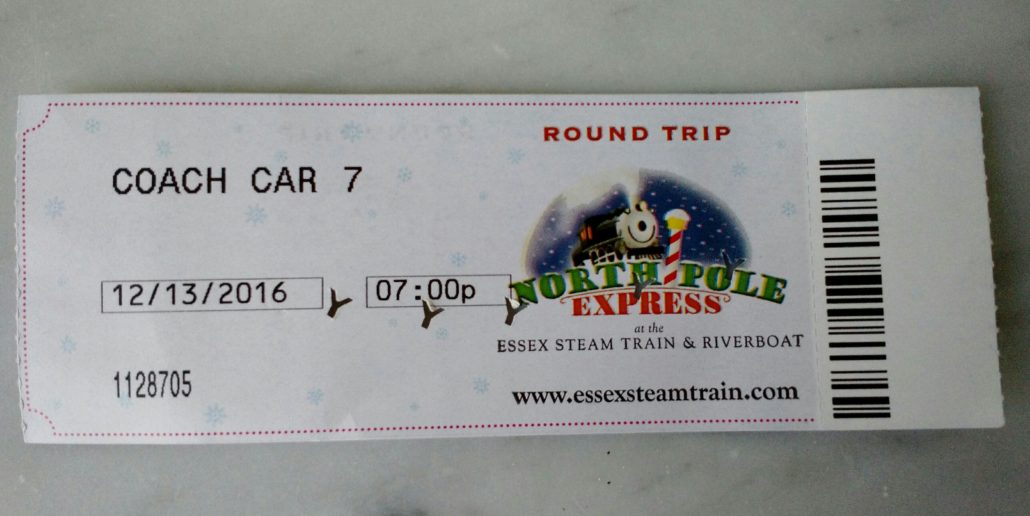 ROUND TRIP
COACH CAR 7
12/13/2016 07:00p
NORTH POLE
EXPRESS
at the
ESSEX STEAM TRAIN & RIVERBOAT
1128705
www.essexsteamtrain.com